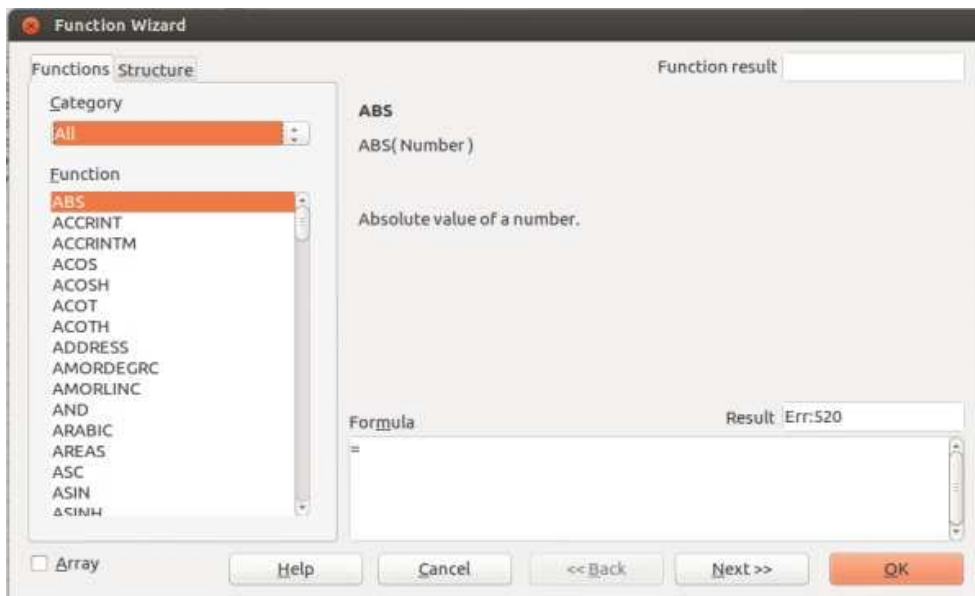 Function Wizard
Functions
Structure
Function result
Category
All
ABS
ABS( Number )
Function
ABS
ACCRINT
ACCRINTM
ACOS
ACOSH
ACOT
ACOTH
ADDRESS
AMORDEGRC
AMORLINC
AND
ARABIC
AREAS
ASC
ASIN
ASINH
Absolute value of a number.
Formula
Result Err:520
=
Array
Help
Cancel
<< Back
Next >>
OK